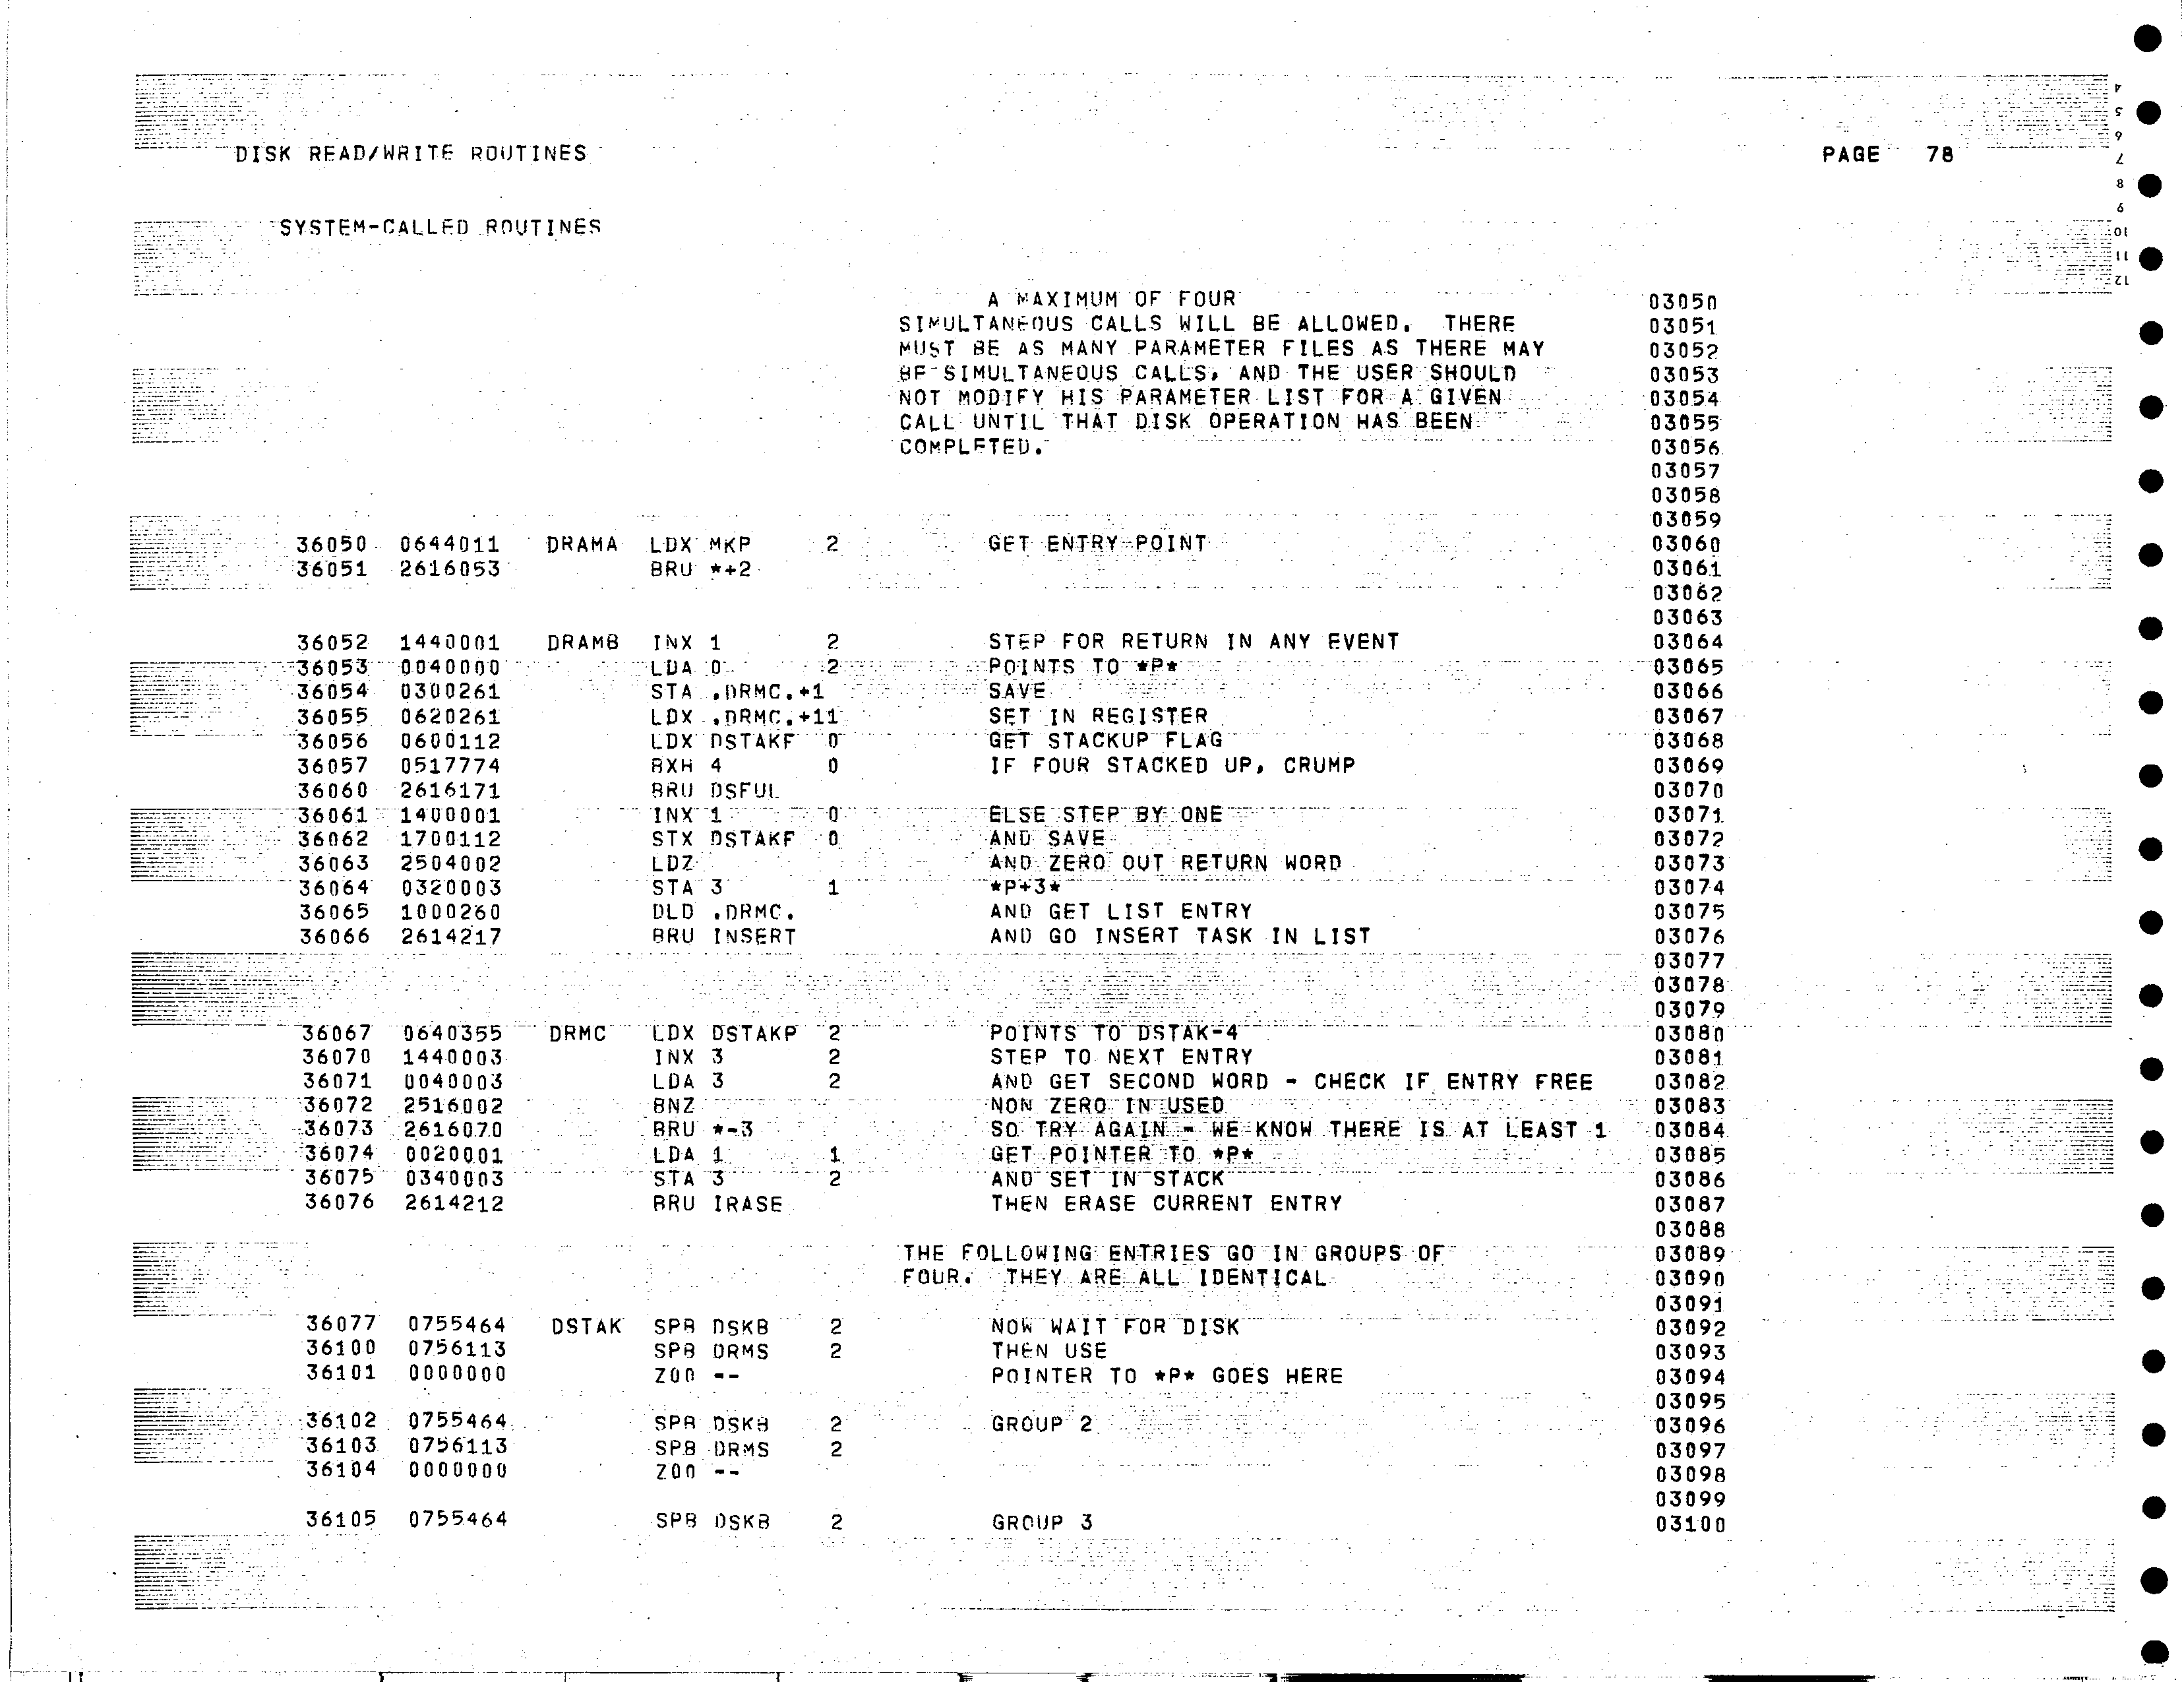 DISK READ/WRITE ROUTINES PAGE 78
SYSTEM-CALLED ROUTINES
A MAXIMUM OF FOUR 03050
SIMULTANEOUS CALLS WILL BE ALLOWED. THERE 03051
MUST BE AS MANY PARAMETER FILES AS THERE MAY 03052
BE SIMULTANEOUS CALLS, AND THE USER SHOULD 03053
NOT MODIFY HIS PARAMETER LIST FOR A GIVEN 03054
CALL UNTIL THAT DISK OPERATION HAS BEEN 03055
COMPLETED. 03056
03057
03058
03059
36050 0644011 DRAMA LDX MKP 2 GET ENTRY POINT 03060
36051 2616053 BRU *+2 03061
03062
03063
36052 1440001 DRAMB INX 1 2 STEP FOR RETURN IN ANY EVENT 03064
36053 0040000 LDA 0 2 POINTS TO *P* 03065
36054 0300261 STA .DRMC.+1 SAVE 03066
36055 0620261 LDX .DRMC.+11 SET IN REGISTER 03067
36056 0600112 LDX DSTAKF 0 GET STACKUP FLAG 03068
36057 0517774 BXH 4 0 IF FOUR STACKED UP, CRUMP 03069
36060 2616171 BRU DSFUL 03070
36061 1400001 INX 1 0 ELSE STEP BY ONE 03071
36062 1700112 STX DSTAKF 0 AND SAVE 03072
36063 2504002 LDZ AND ZERO OUT RETURN WORD 03073
36064 0320003 STA 3 1 *P+3* 03074
36065 1000260 DLD .DRMC. AND GET LIST ENTRY 03075
36066 2614217 BRU INSERT AND GO INSERT TASK IN LIST 03076
03077
03078
03079
36067 0640355 DRMC LDX DSTAKP 2 POINTS TO DSTAK-4 03080
36070 1440003 INX 3 2 STEP TO NEXT ENTRY 03081
36071 0040003 LDA 3 2 AND GET SECOND WORD - CHECK IF ENTRY FREE 03082
36072 2516002 BNZ NON ZERO IN USED 03083
36073 2616070 BRU *-3 SO TRY AGAIN - WE KNOW THERE IS AT LEAST 1 03084
36074 0020001 LDA 1 1 GET POINTER TO *P* 03085
36075 0340003 STA 3 2 AND SET IN STACK 03086
36076 2614212 BRU IRASE THEN ERASE CURRENT ENTRY 03087
03088
THE FOLLOWING ENTRIES GO IN GROUPS OF 03089
FOUR. THEY ARE ALL IDENTICAL 03090
03091
36077 0755464 DSTAK SPB DSKB 2 NOW WAIT FOR DISK 03092
36100 0756113 SPB DRMS 2 THEN USE 03093
36101 0000000 Z00 -- POINTER TO *P* GOES HERE 03094
03095
36102 0755464 SPB DSKB 2 GROUP 2 03096
36103 0756113 SPB DRMS 2 03097
36104 0000000 Z00 -- 03098
03099
36105 0755464 SPB DSKB 2 GROUP 3 03100
4
5
6
7
8
9
10
11
12